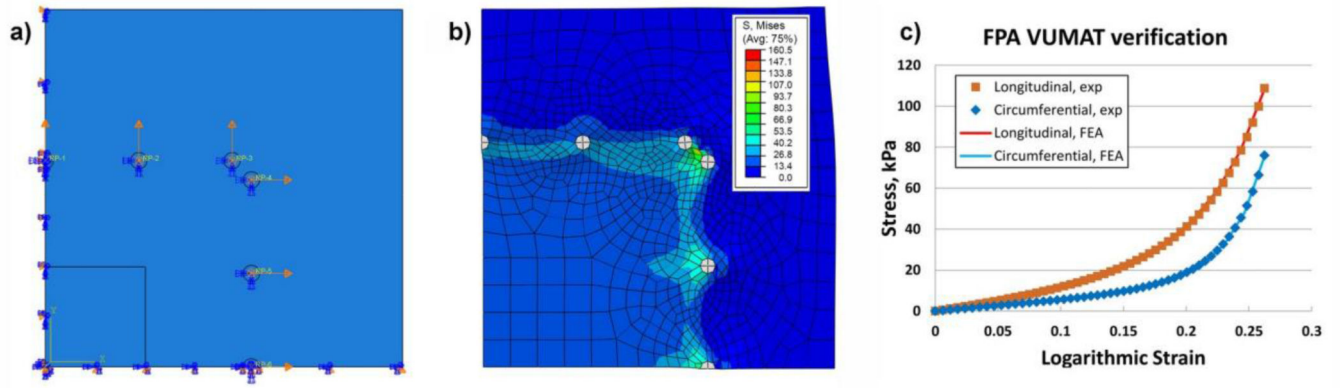 a)
KP-1
KP-2
KP-3
KP-4
KP-5
KP-6
Y
X
b)
S, Mises
(Avg: 75%)
160.5
147.1
133.8
107.0
93.7
80.3
66.9
53.5
40.2
26.8
13.4
0.0
c)
FPA VUMAT verification
Stress, kPa
120
100
80
60
40
20
0
Longitudinal, exp
Circumferential, exp
Longitudinal, FEA
Circumferential, FEA
0 0.05 0.1 0.15 0.2 0.25 0.3
Logarithmic Strain